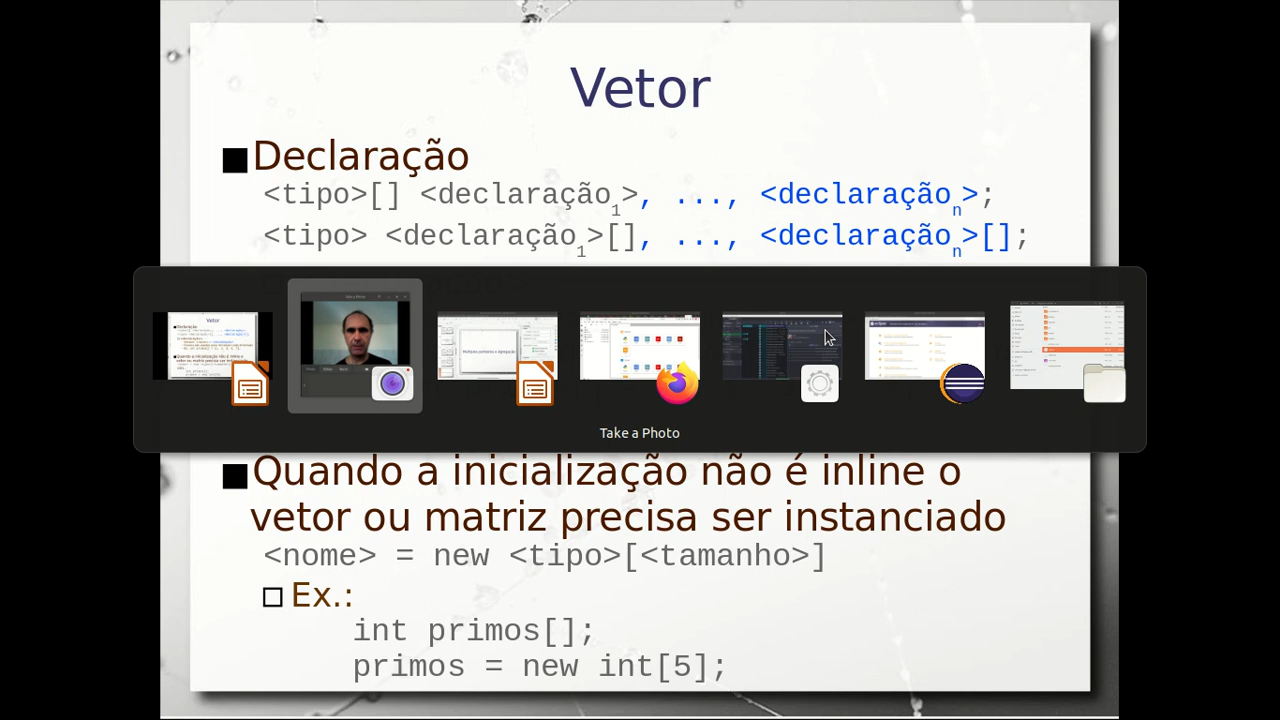 Vetor
Declaração
<tipo>[] <declaração1>, ..., <declaraçãon>;
<tipo> <declaração1>[], ..., <declaraçãon>[];
Take a Photo
Quando a inicialização não é inline o
vetor ou matriz precisa ser instanciado
<nome> = new <tipo>[<tamanho>]
Ex.:
int primos[];
primos = new int[5];